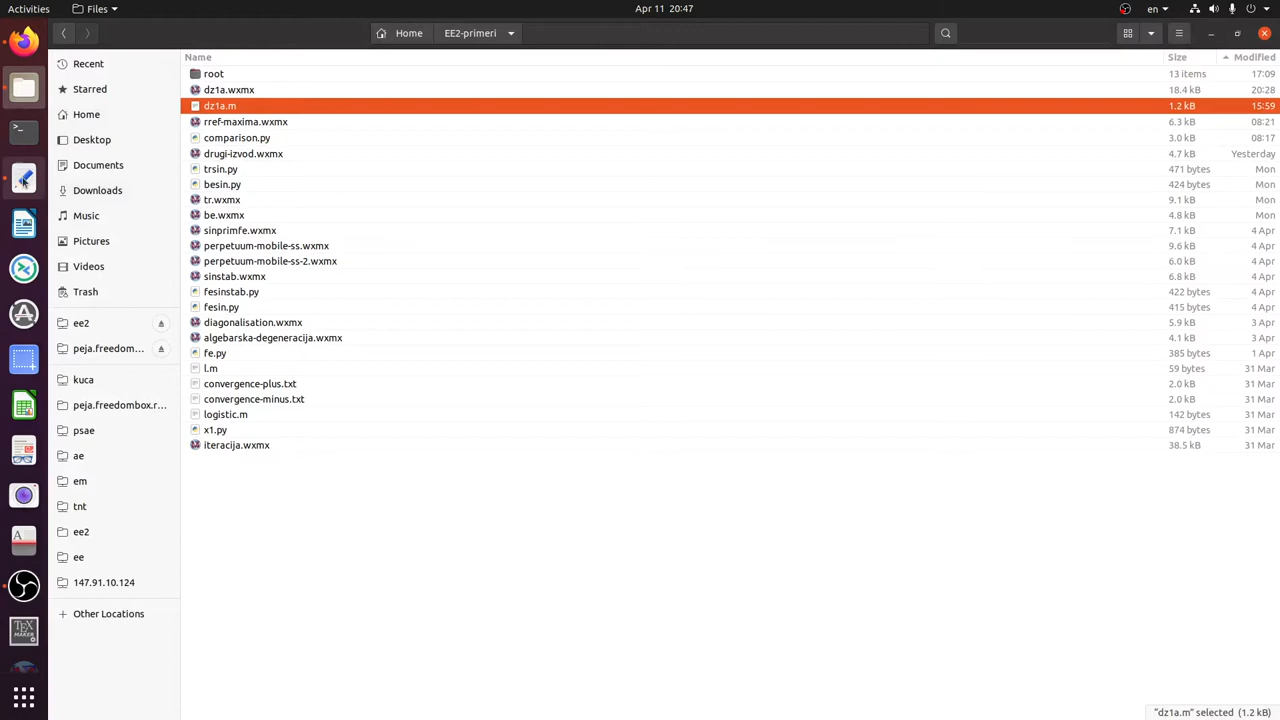 Activities Files Apr 11 20:47 en
Home EE2-primeri
Name Size Modified
Recent
Starred
Home
Desktop
Documents
Downloads
Music
Pictures
Videos
Trash
ee2
peja.freedom...
kuca
peja.freedombox.r...
psae
ae
em
tnt
ee2
ee
147.91.10.124
+ Other Locations
root 13 items 17:09
dz1a.wxmx 18.4 kB 20:28
dz1a.m 1.2 kB 15:59
rref-maxima.wxmx 6.3 kB 08:21
comparison.py 3.0 kB 08:17
drugi-izvod.wxmx 4.7 kB Yesterday
trsin.py 471 bytes Mon
besin.py 424 bytes Mon
tr.wxmx 9.1 kB Mon
be.wxmx 4.8 kB Mon
sinprimfe.wxmx 7.1 kB 4 Apr
perpetuum-mobile-ss.wxmx 9.6 kB 4 Apr
perpetuum-mobile-ss-2.wxmx 6.0 kB 4 Apr
sinstab.wxmx 6.8 kB 4 Apr
fesinstab.py 422 bytes 4 Apr
fesin.py 415 bytes 4 Apr
diagonalisation.wxmx 5.9 kB 3 Apr
algebarska-degeneracija.wxmx 4.1 kB 3 Apr
fe.py 385 bytes 1 Apr
l.m 59 bytes 31 Mar
convergence-plus.txt 2.0 kB 31 Mar
convergence-minus.txt 2.0 kB 31 Mar
logistic.m 142 bytes 31 Mar
x1.py 874 bytes 31 Mar
iteracija.wxmx 38.5 kB 31 Mar
TEX
MAKER
"dz1a.m" selected (1.2 kB)